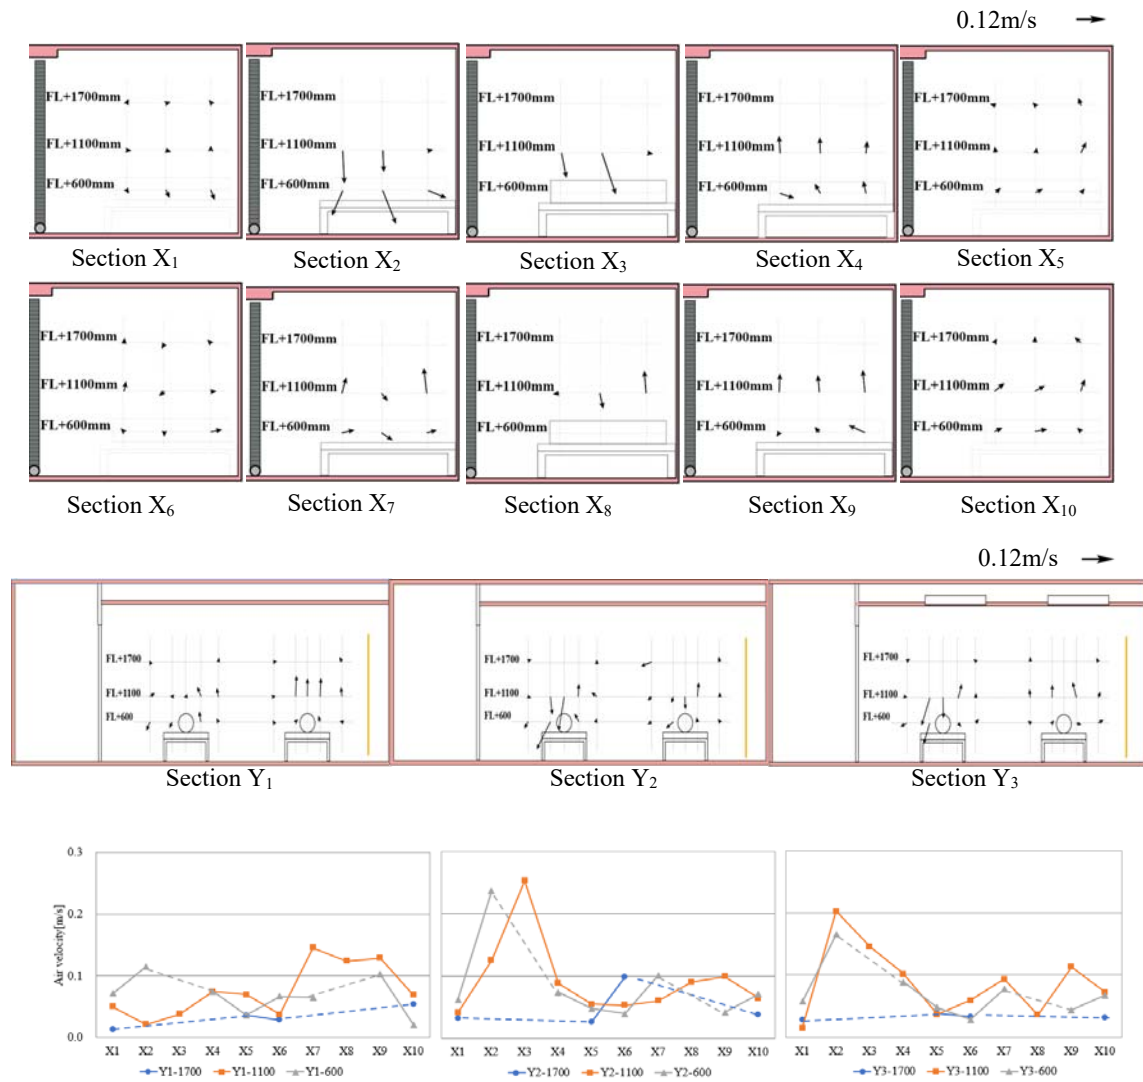 0.12m/s
FL+1700mm FL+1700mm FL+1700mm FL+1700mm FL+1700mm
FL+1100mm FL+1100mm FL+1100mm FL+1100mm FL+1100mm
FL+600mm FL+600mm FL+600mm FL+600mm FL+600mm
Section X1 Section X2 Section X3 Section X4 Section X5
FL+1700mm FL+1700mm FL+1700mm FL+1700mm FL+1700mm
FL+1100mm FL+1100mm FL+1100mm FL+1100mm FL+1100mm
FL+600mm FL+600mm FL+600mm FL+600mm FL+600mm
Section X6 Section X7 Section X8 Section X9 Section X10
0.12m/s
FL+1700 FL+1700 FL+1700
FL+1100 FL+1100 FL+1100
FL+600 FL+600 FL+600
Section Y1 Section Y2 Section Y3
0.3
0.2
0.1
0.0
Air velocity[m/s]
X1 X2 X3 X4 X5 X6 X7 X8 X9 X10 X1 X2 X3 X4 X5 X6 X7 X8 X9 X10 X1 X2 X3 X4 X5 X6 X7 X8 X9 X10
Y1-1700 Y1-1100 Y1-600 Y2-1700 Y2-1100 Y2-600 Y3-1700 Y3-1100 Y3-600